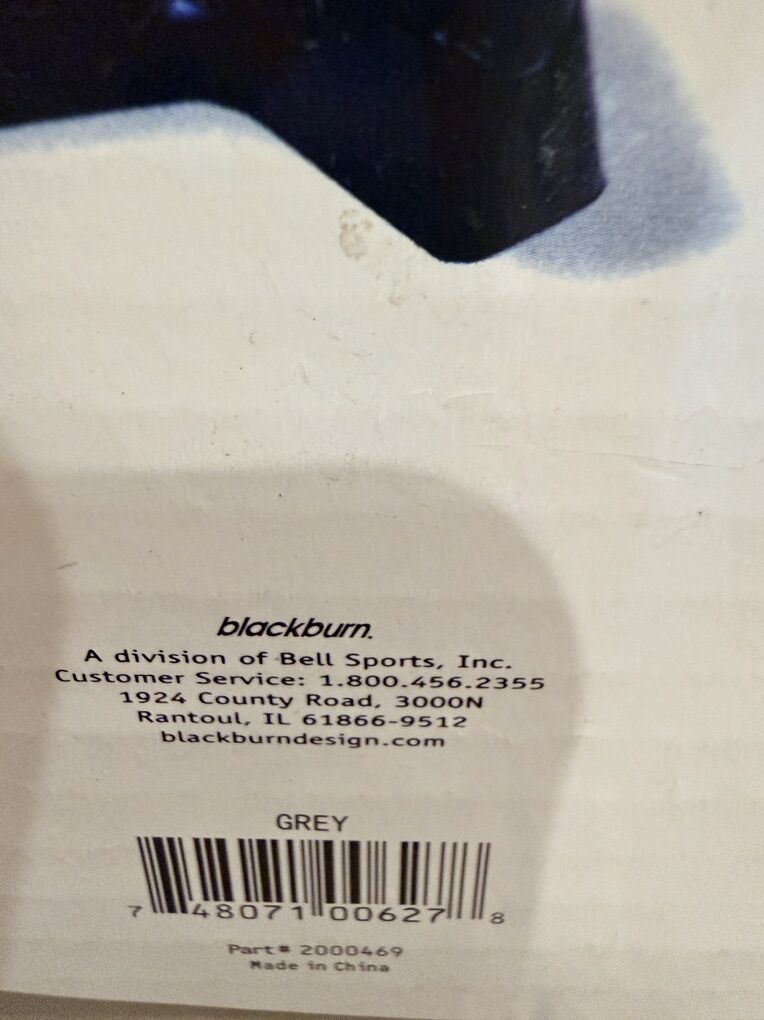 blackburn.
A division of Bell Sports, Inc.
Customer Service: 1.800.456.2355
1924 County Road, 3000N
Rantoul, IL 61866-9512
blackburndesign.com
GREY
7 48071 00627 8
Part# 2000469
Made in China